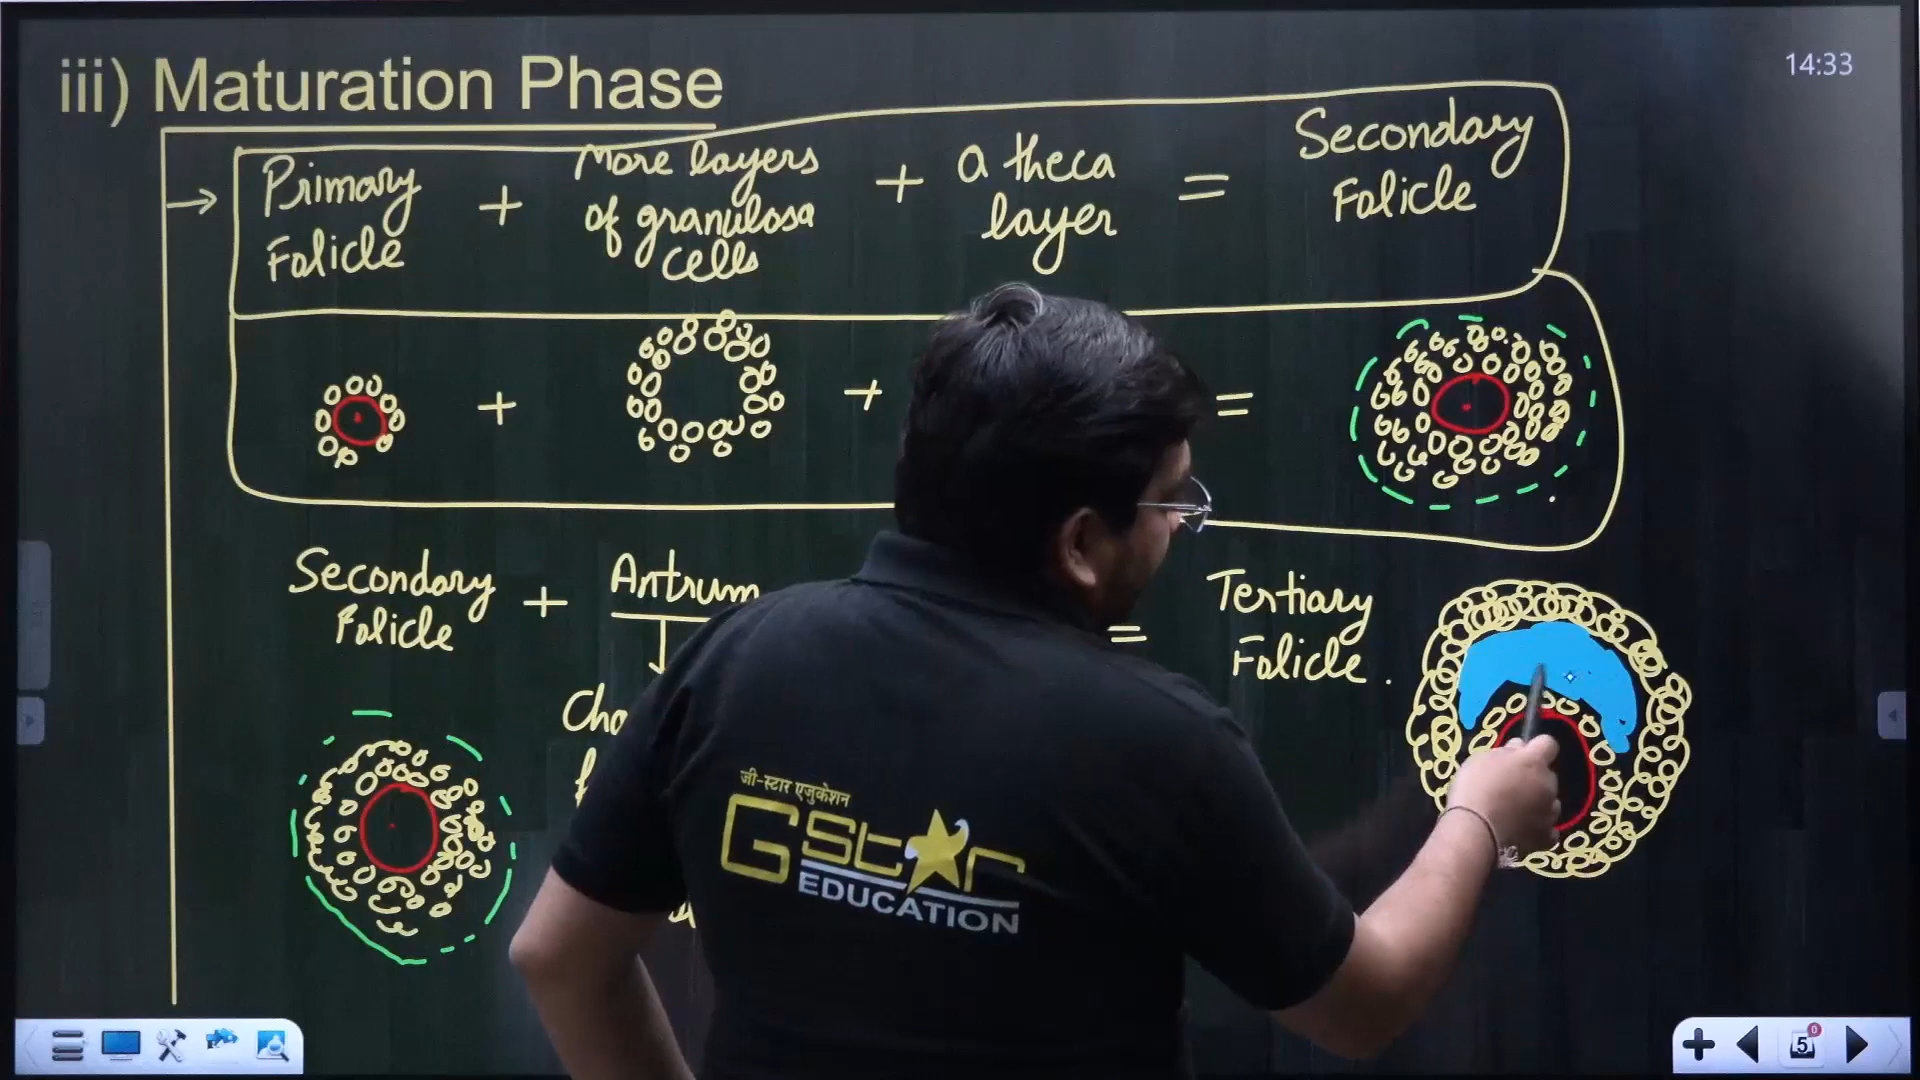 iii) Maturation Phase
14:33
→ Primary
Folicle
+
More layers
of granulosa
cells
+
a theca
layer
=
Secondary
Folicle
+
+
=
Secondary
Folicle
+
Antrum
=
Tertiary
Folicle.
जी-स्टार एजुकेशन
GStar
EDUCATION
5
0